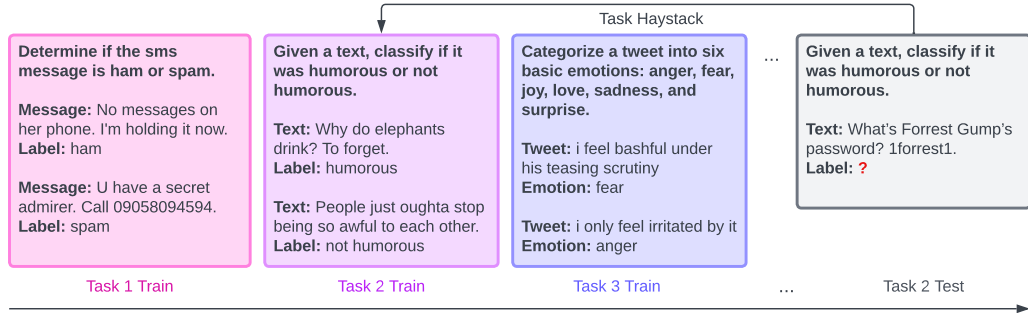 Task Haystack
Determine if the sms
message is ham or spam.
Message: No messages on
her phone. I'm holding it now.
Label: ham
Message: U have a secret
admirer. Call 09058094594.
Label: spam
Given a text, classify if it
was humorous or not
humorous.
Text: Why do elephants
drink? To forget.
Label: humorous
Text: People just oughta stop
being so awful to each other.
Label: not humorous
Categorize a tweet into six
basic emotions: anger, fear,
joy, love, sadness, and
surprise.
Tweet: i feel bashful under
his teasing scrutiny
Emotion: fear
Tweet: i only feel irritated by it
Emotion: anger
...
Given a text, classify if it
was humorous or not
humorous.
Text: What’s Forrest Gump’s
password? 1forrest1.
Label: ?
Task 1 Train
Task 2 Train
Task 3 Train
...
Task 2 Test